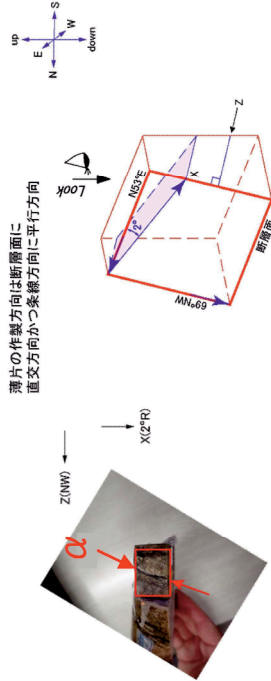 薄片の作製方向は断層面に
直交方向かつ条線方向に平行方向
up
E
W
N
S
down
Look
Z(NW)
X(2°R)
α
N53°E
2°
X
69°NW
Z
断層面